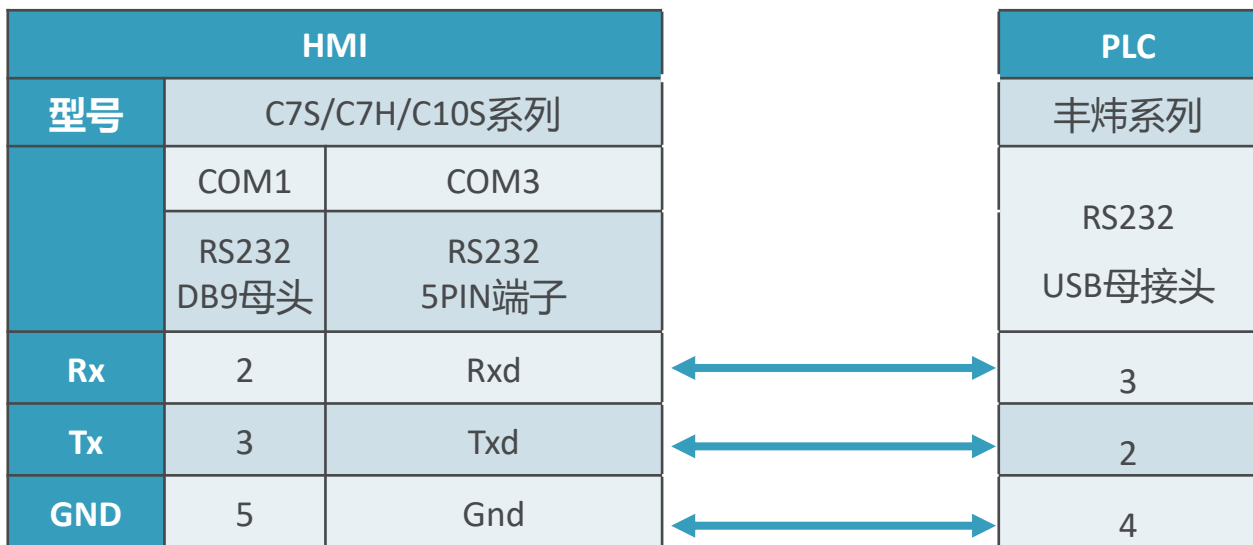 HMI
PLC
型号
C7S/C7H/C10S系列
丰炜系列
COM1
COM3
RS232
DB9母头
RS232
5PIN端子
RS232
USB母接头
Rx
2
Rxd
3
Tx
3
Txd
2
GND
5
Gnd
4